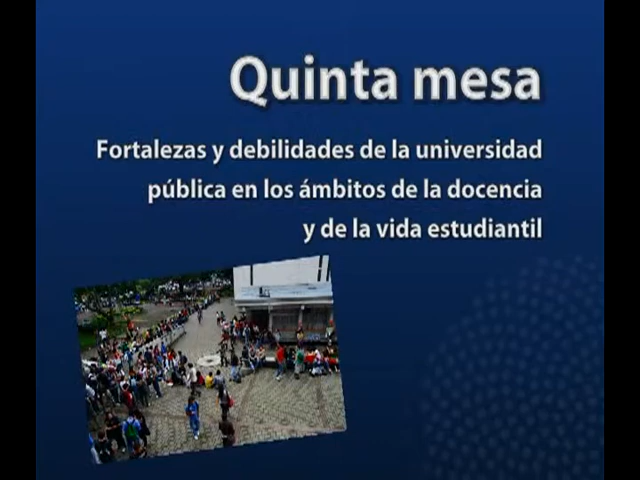 Quinta mesa
Fortalezas y debilidades de la universidad
pública en los ámbitos de la docencia
y de la vida estudiantil